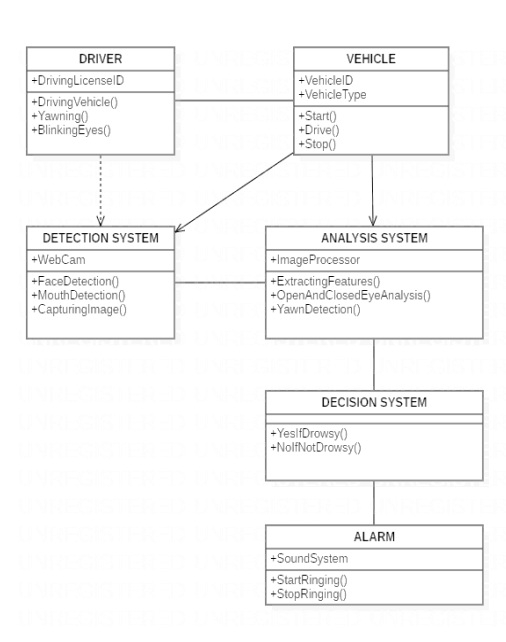 DRIVER
+DrivingLicenseID
+DrivingVehicle()
+Yawning()
+BlinkingEyes()
VEHICLE
+VehicleID
+VehicleType
+Start()
+Drive()
+Stop()
DETECTION SYSTEM
+WebCam
+FaceDetection()
+MouthDetection()
+CapturingImage()
ANALYSIS SYSTEM
+ImageProcessor
+ExtractingFeatures()
+OpenAndClosedEyeAnalysis()
+YawnDetection()
DECISION SYSTEM
+YesIfDrowsy()
+NoIfNotDrowsy()
ALARM
+SoundSystem
+StartRinging()
+StopRinging()